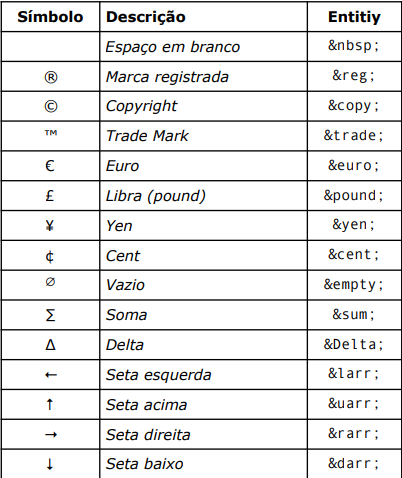 Símbolo Descrição Entitiy
Espaço em branco &nbsp;
® Marca registrada &reg;
© Copyright &copy;
™ Trade Mark &trade;
€ Euro &euro;
£ Libra (pound) &pound;
¥ Yen &yen;
¢ Cent &cent;
∅ Vazio &empty;
∑ Soma &sum;
Δ Delta &Delta;
← Seta esquerda &larr;
↑ Seta acima &uarr;
→ Seta direita &rarr;
↓ Seta baixo &darr;